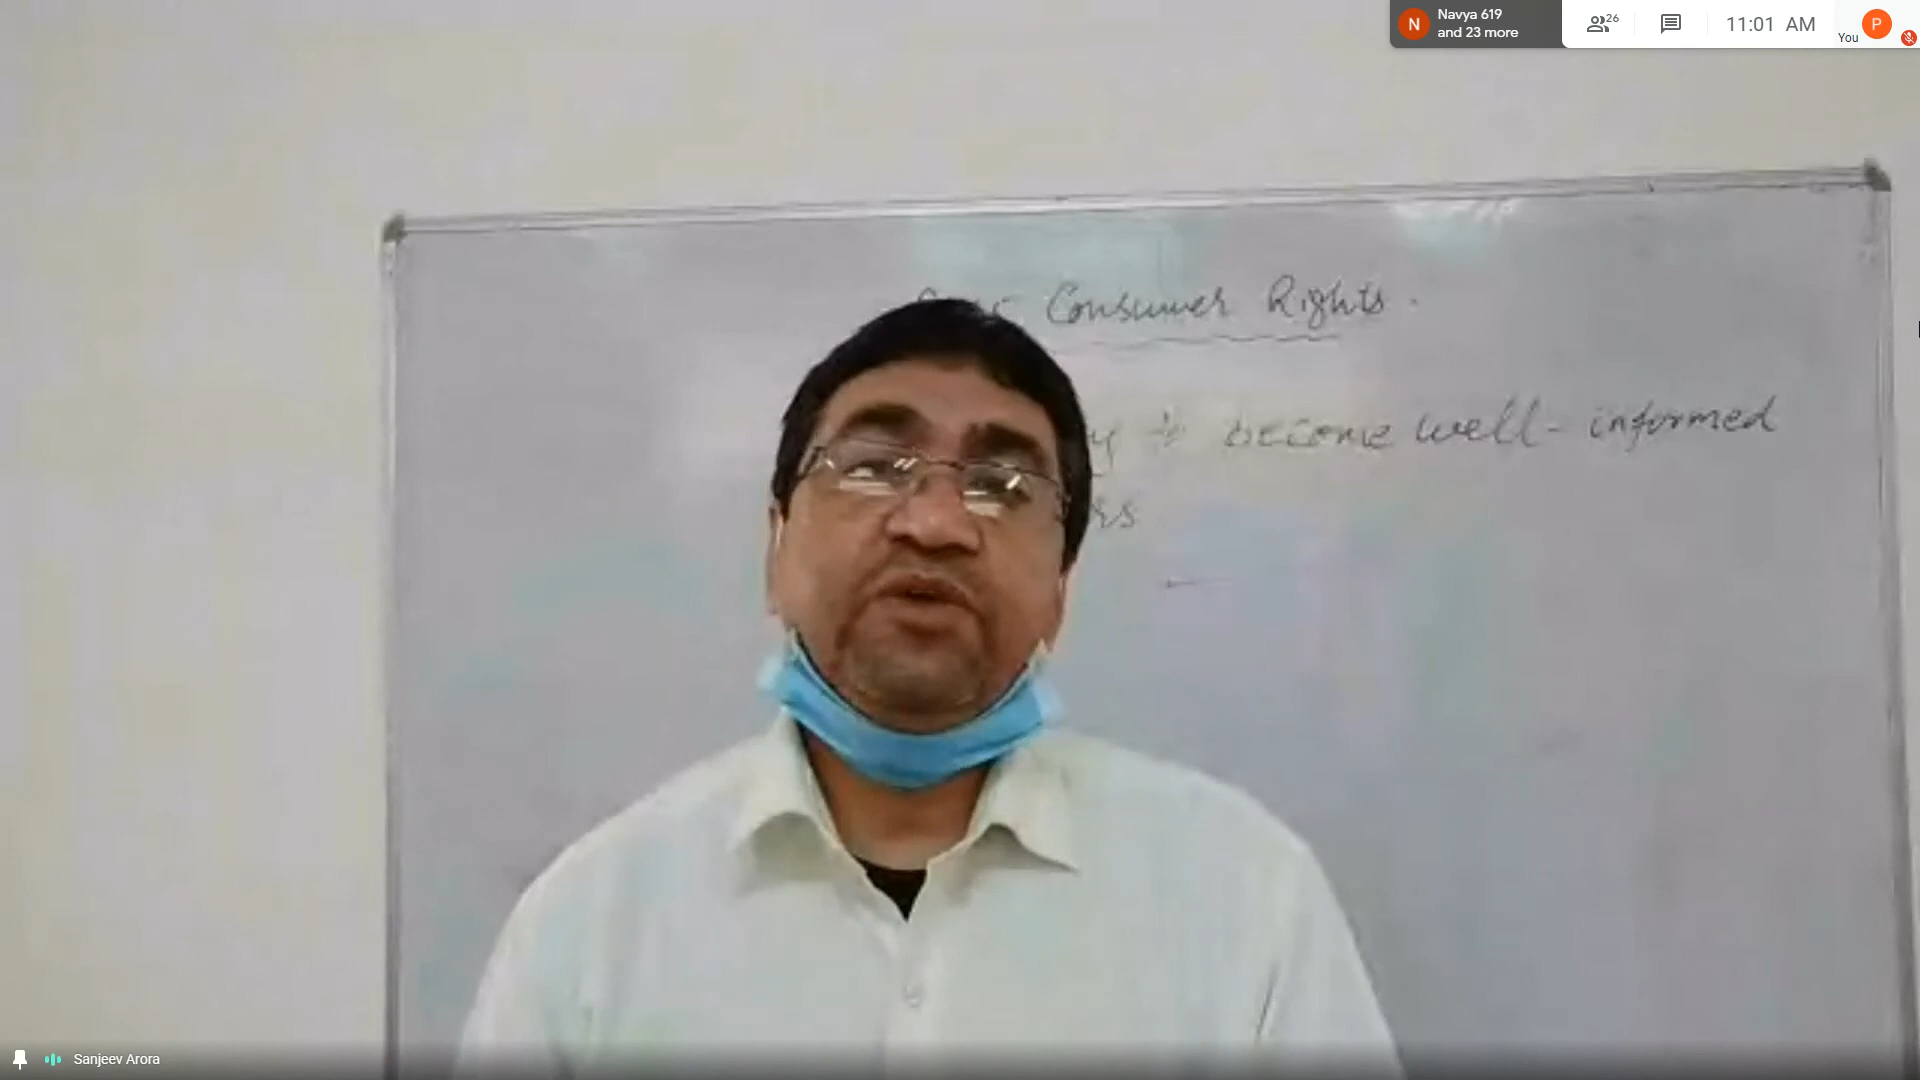 Navya 619
and 23 more
N
26
11:01 AM
You
P
Consumer Rights.
become well-informed
Sanjeev Arora